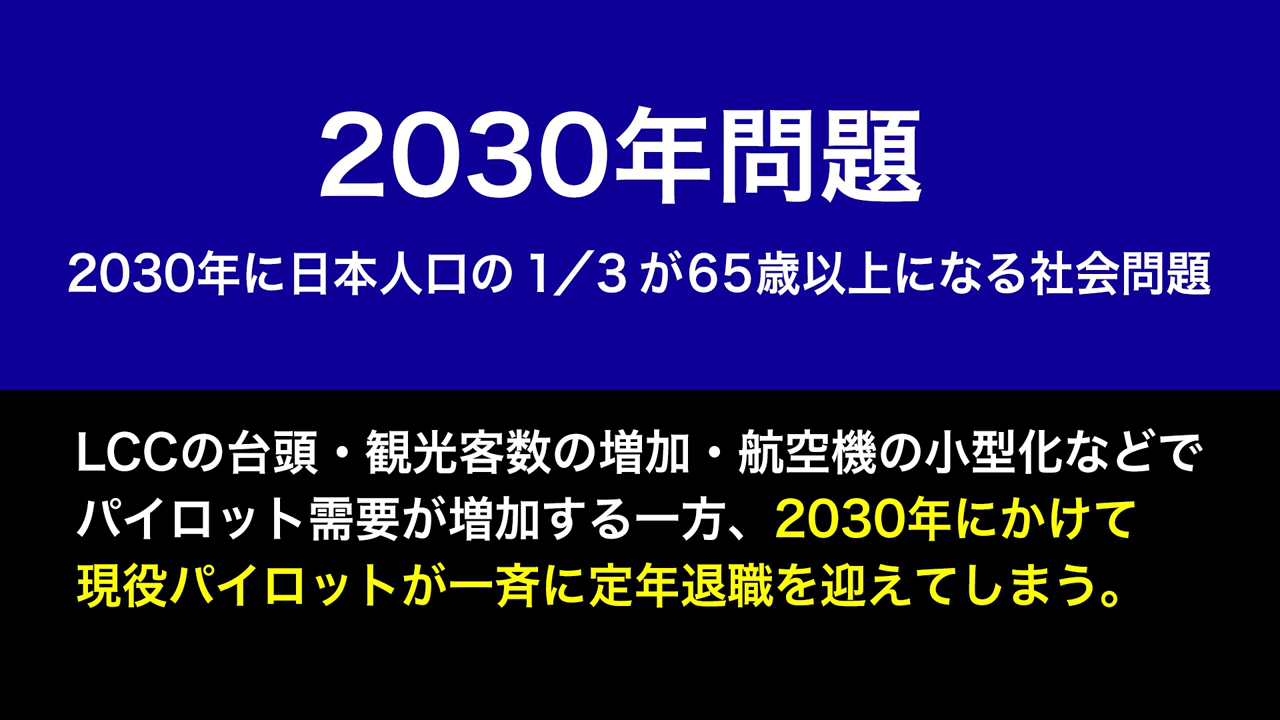 2030年問題
2030年に日本人口の1／3が65歳以上になる社会問題
LCCの台頭・観光客数の増加・航空機の小型化などで
パイロット需要が増加する一方、2030年にかけて
現役パイロットが一斉に定年退職を迎えてしまう。